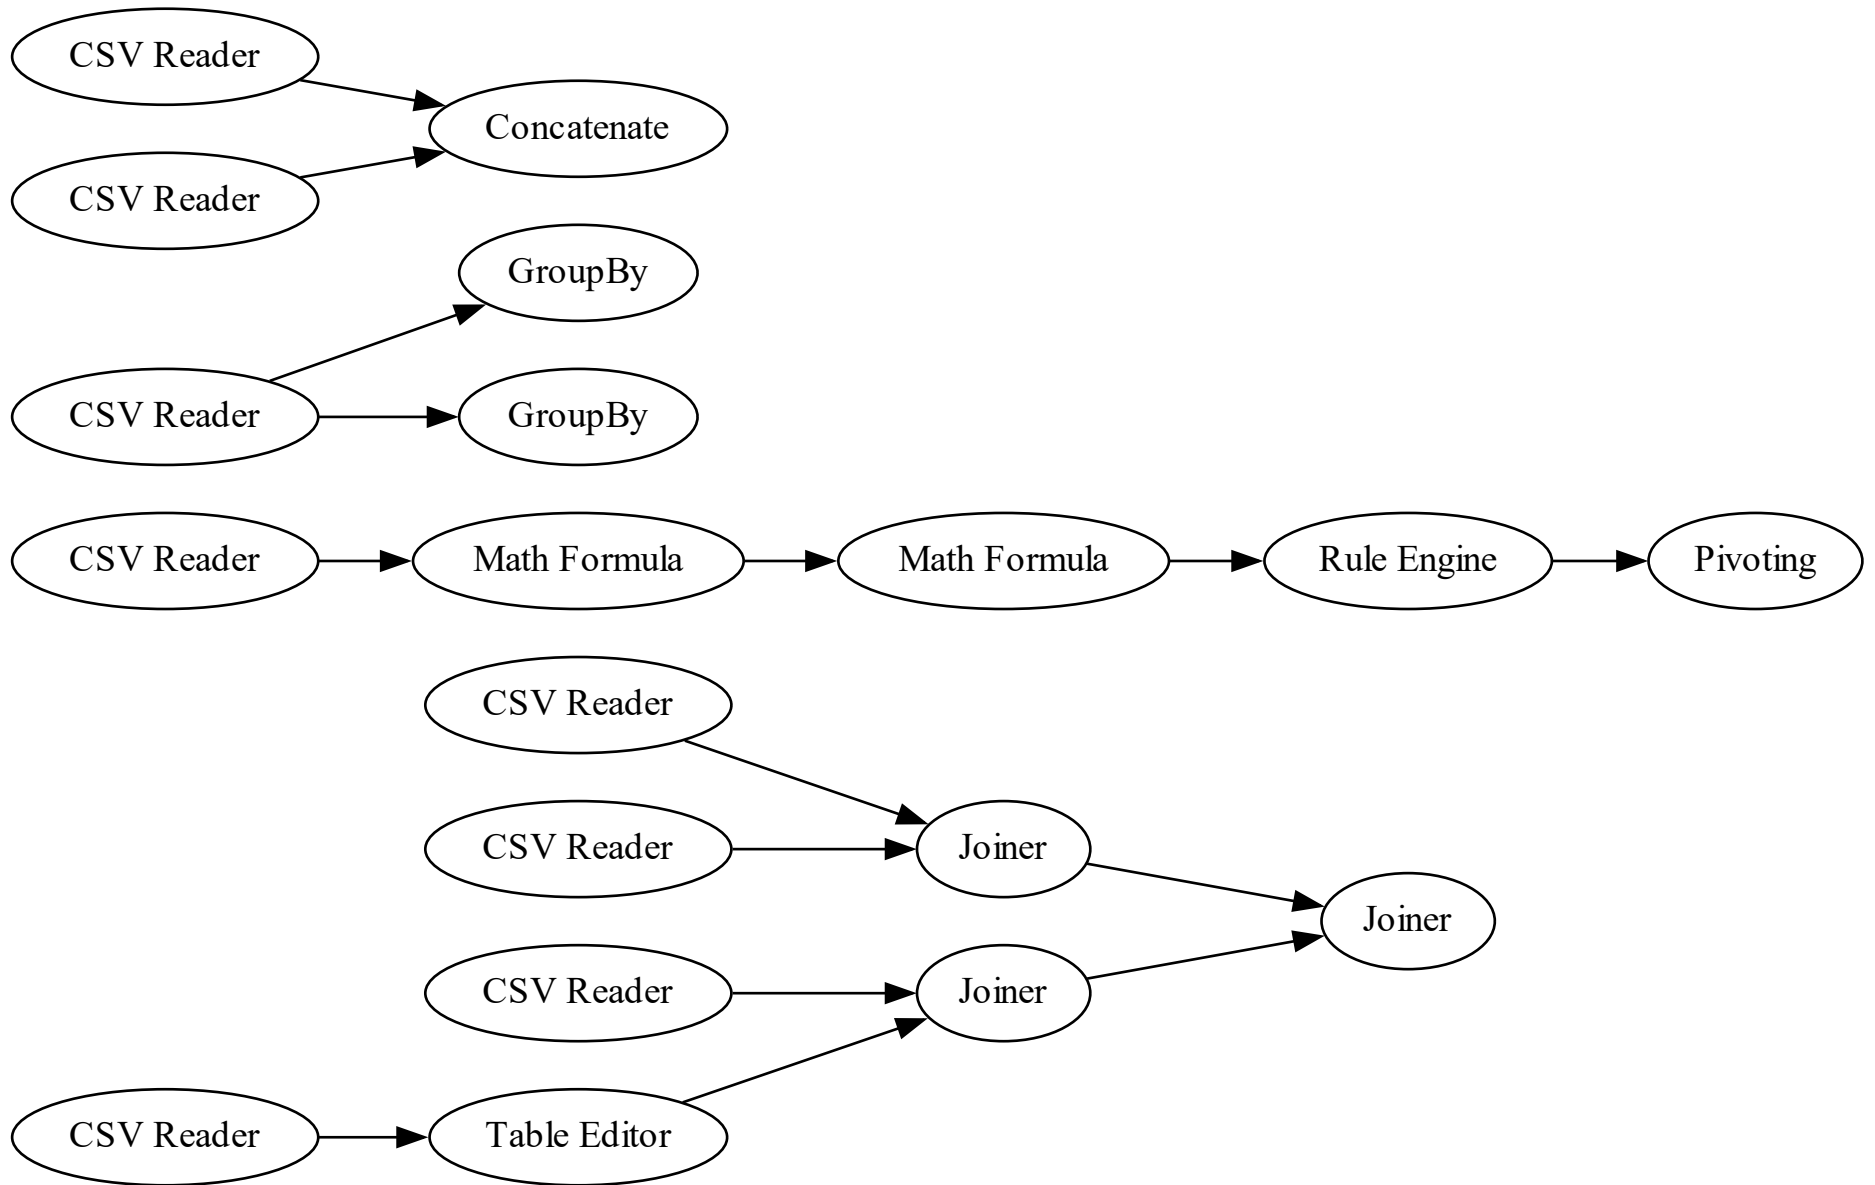 CSV Reader
Concatenate
CSV Reader
GroupBy
CSV Reader
GroupBy
CSV Reader
Math Formula
Math Formula
Rule Engine
Pivoting
CSV Reader
CSV Reader
Joiner
Joiner
CSV Reader
Joiner
CSV Reader
Table Editor